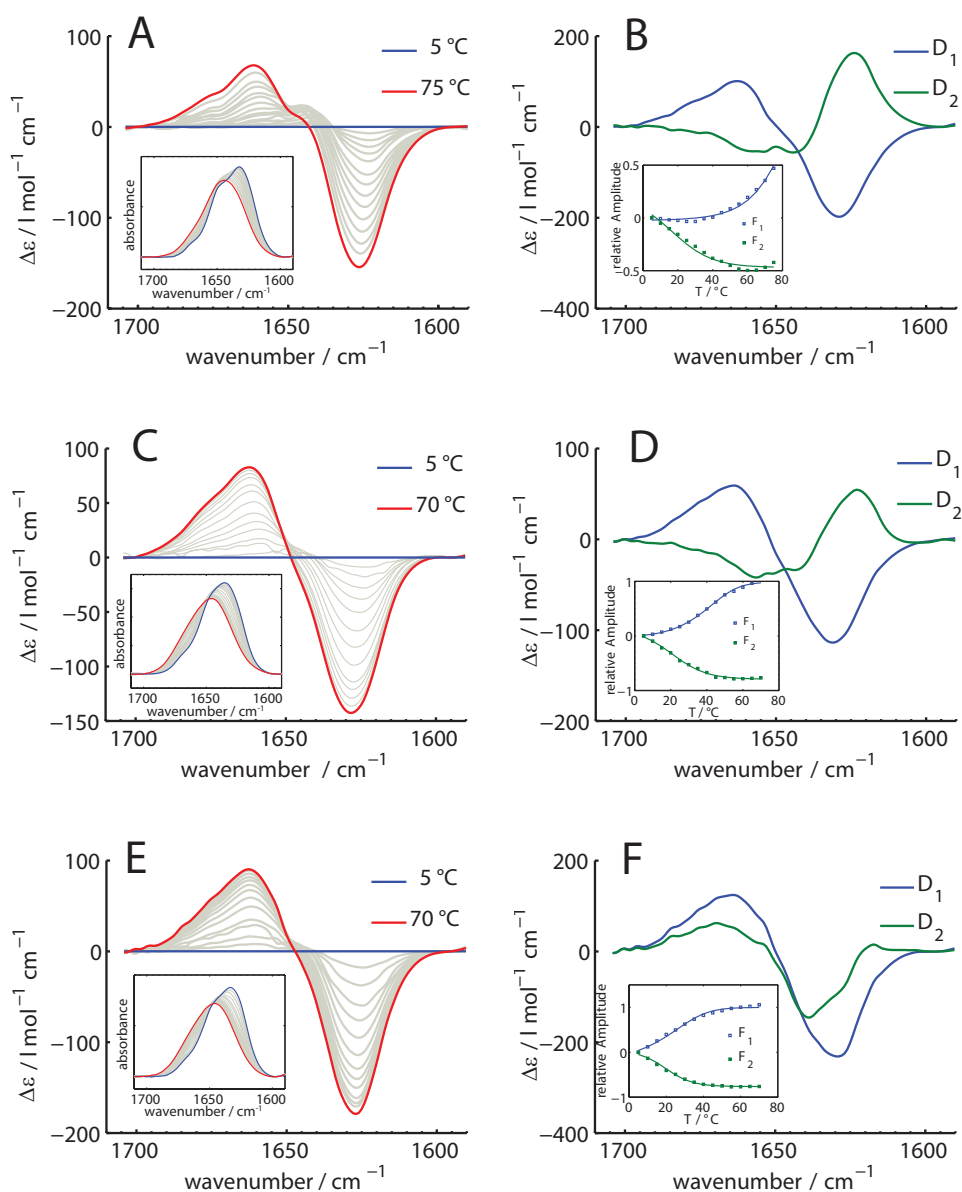 A
5 °C
75 °C
100
0
−100
−200
Δε / l mol⁻¹ cm⁻¹
1700
1650
1600
wavenumber / cm⁻¹
absorbance
1700
1650
1600
wavenumber / cm⁻¹
B
D₁
D₂
200
0
−200
−400
Δε / l mol⁻¹ cm⁻¹
1700
1650
1600
wavenumber / cm⁻¹
relative Amplitude
0.5
0
−0.5
F₁
F₂
0
20
40
60
80
T / °C
C
5 °C
70 °C
100
50
0
−50
−100
−150
Δε / l mol⁻¹ cm⁻¹
1700
1650
1600
wavenumber / cm⁻¹
absorbance
1700
1650
1600
wavenumber / cm⁻¹
D
D₁
D₂
100
0
−100
−200
Δε / l mol⁻¹ cm⁻¹
1700
1650
1600
wavenumber / cm⁻¹
relative Amplitude
1
0
−1
F₁
F₂
0
20
40
60
80
T / °C
E
5 °C
70 °C
100
0
−100
−200
Δε / l mol⁻¹ cm⁻¹
1700
1650
1600
wavenumber / cm⁻¹
absorbance
1700
1650
1600
wavenumber / cm⁻¹
F
D₁
D₂
200
0
−200
−400
Δε / l mol⁻¹ cm⁻¹
1700
1650
1600
wavenumber / cm⁻¹
relative Amplitude
1
0
−1
F₁
F₂
0
20
40
60
80
T / °C